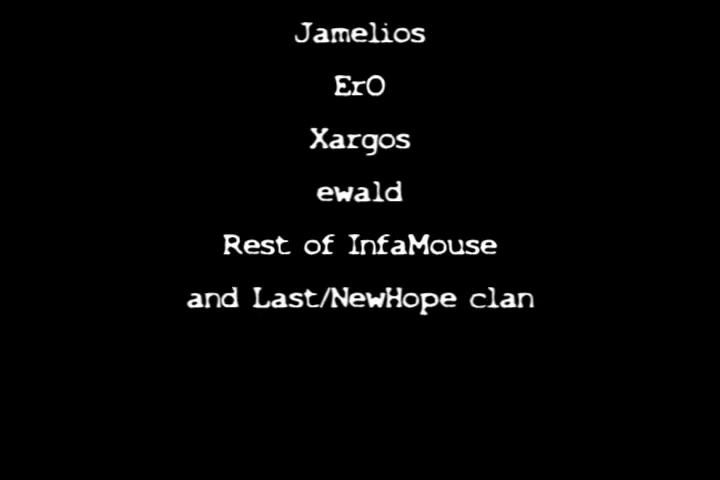 Jamelios
ErO
Xargos
ewald
Rest of InfaMouse
and Last/NewHope clan